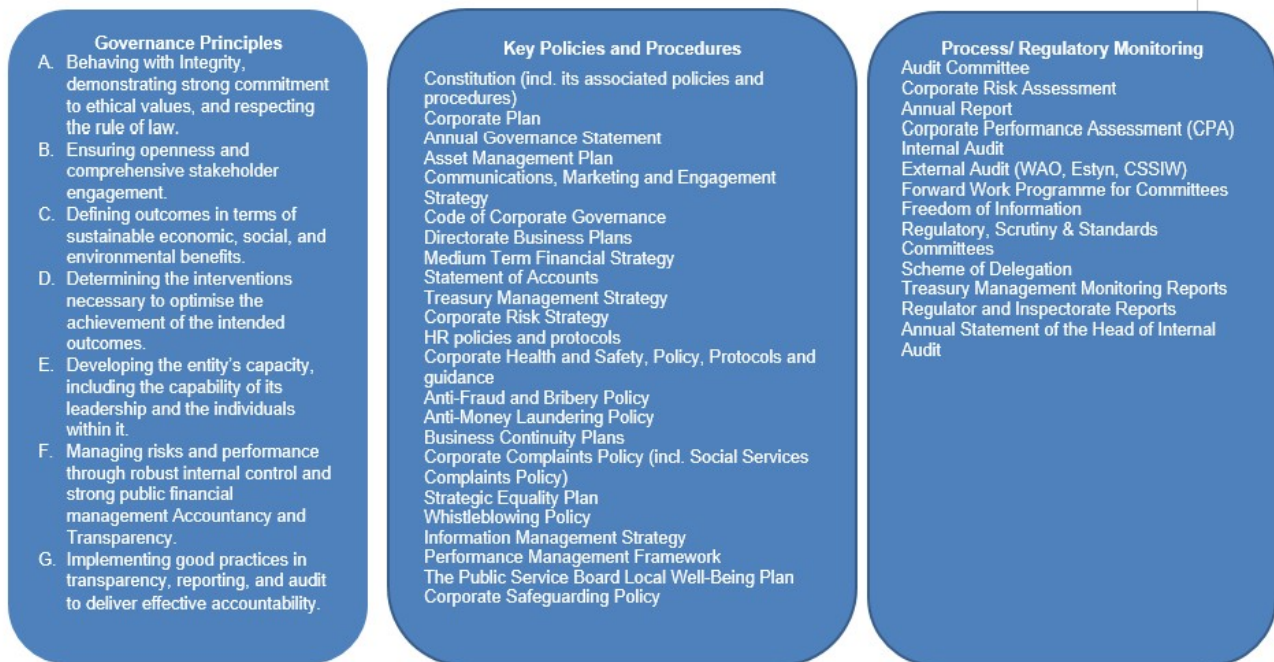 Governance Principles
A. Behaving with Integrity,
demonstrating strong commitment
to ethical values, and respecting
the rule of law.
B. Ensuring openness and
comprehensive stakeholder
engagement.
C. Defining outcomes in terms of
sustainable economic, social, and
environmental benefits.
D. Determining the interventions
necessary to optimise the
achievement of the intended
outcomes.
E. Developing the entity's capacity,
including the capability of its
leadership and the individuals
within it.
F. Managing risks and performance
through robust internal control and
strong public financial
management Accountancy and
Transparency.
G. Implementing good practices in
transparency, reporting, and audit
to deliver effective accountability.
Key Policies and Procedures
Constitution (incl. its associated policies and
procedures)
Corporate Plan
Annual Governance Statement
Asset Management Plan
Communications, Marketing and Engagement
Strategy
Code of Corporate Governance
Directorate Business Plans
Medium Term Financial Strategy
Statement of Accounts
Treasury Management Strategy
Corporate Risk Strategy
HR policies and protocols
Corporate Health and Safety, Policy, Protocols and
guidance
Anti-Fraud and Bribery Policy
Anti-Money Laundering Policy
Business Continuity Plans
Corporate Complaints Policy (incl. Social Services
Complaints Policy)
Strategic Equality Plan
Whistleblowing Policy
Information Management Strategy
Performance Management Framework
The Public Service Board Local Well-Being Plan
Corporate Safeguarding Policy
Process/ Regulatory Monitoring
Audit Committee
Corporate Risk Assessment
Annual Report
Corporate Performance Assessment (CPA)
Internal Audit
External Audit (WAO, Estyn, CSSIW)
Forward Work Programme for Committees
Freedom of Information
Regulatory, Scrutiny & Standards
Committees
Scheme of Delegation
Treasury Management Monitoring Reports
Regulator and Inspectorate Reports
Annual Statement of the Head of Internal
Audit